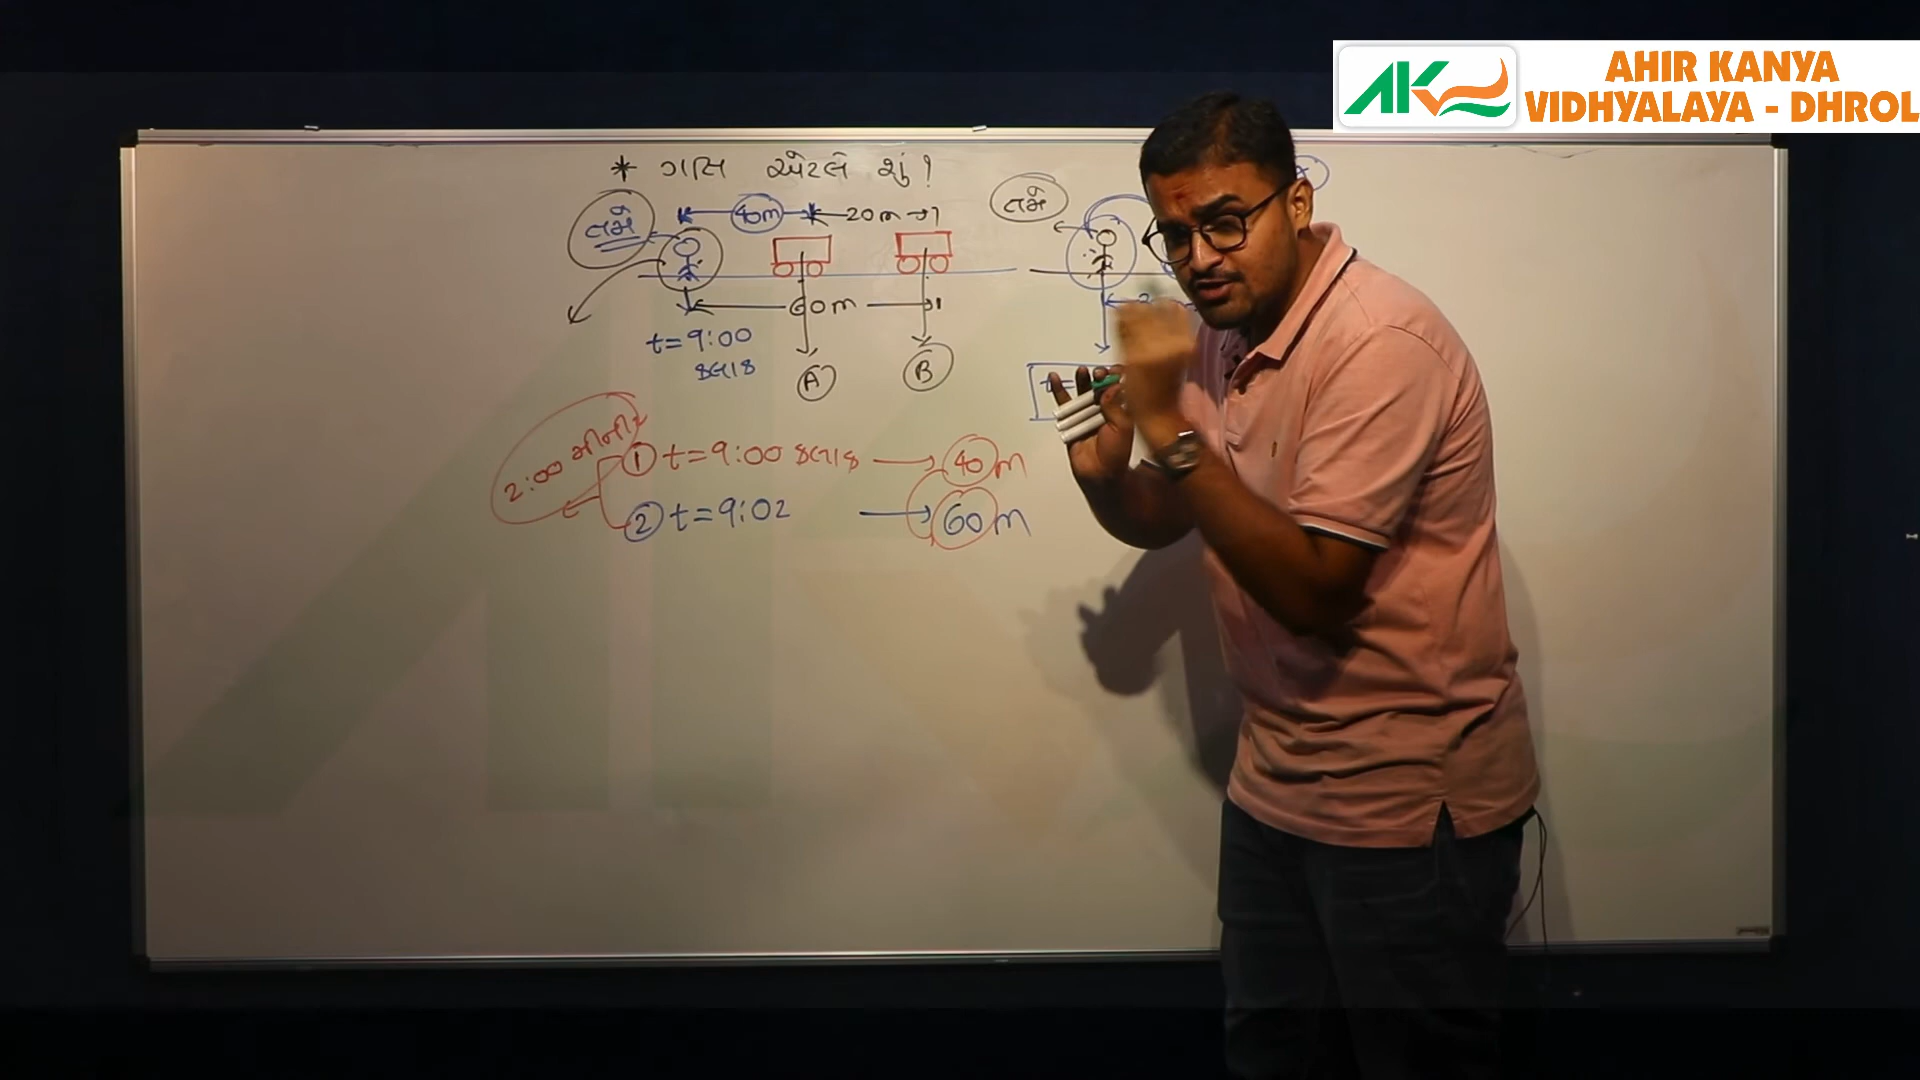 AHIR KANYA
VIDHYALAYA - DHROL
* ગતિ એટલે શું?
તમે
40m
20m
60m
t=9:00
કલાકે
A
B
તમે
2:00 મીનીટ
① t=9:00 કલાકે → 40m
② t=9:02 → 60m